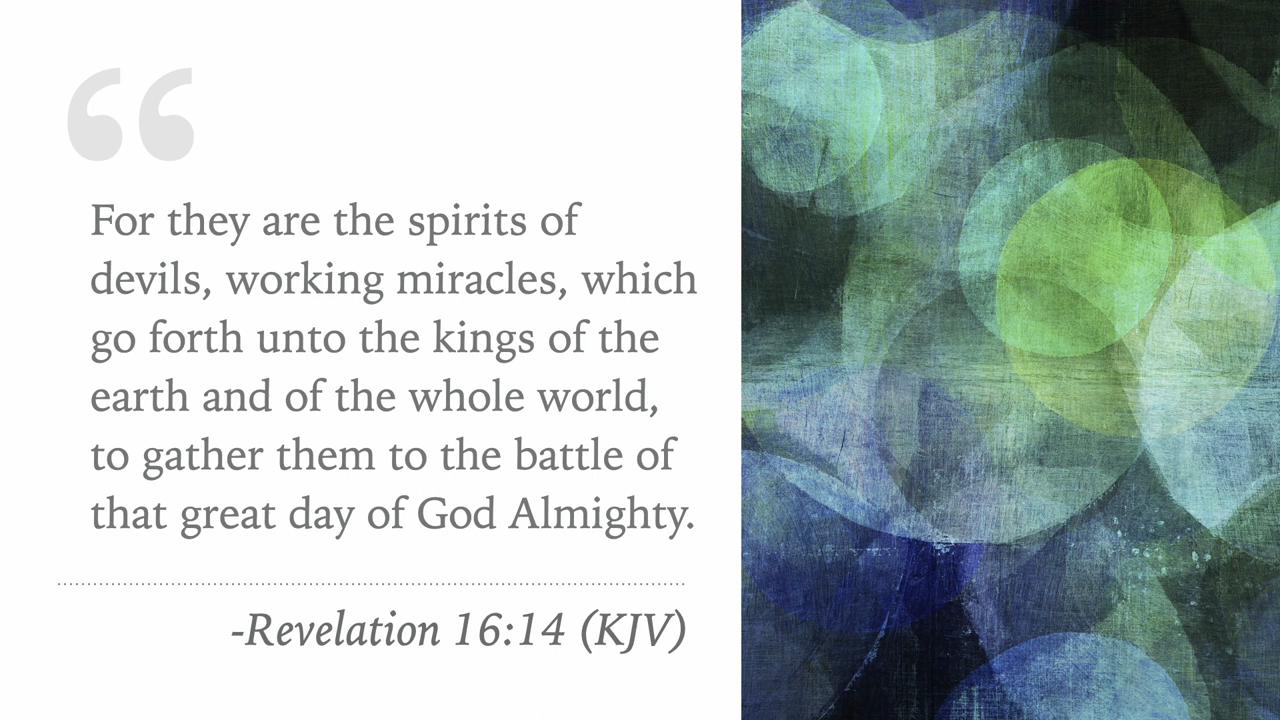 “
For they are the spirits of
devils, working miracles, which
go forth unto the kings of the
earth and of the whole world,
to gather them to the battle of
that great day of God Almighty.
-Revelation 16:14 (KJV)